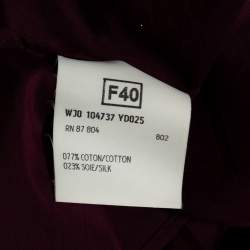 F40
WJ0 104737 YD025
RN 87 804
802
077% COTON/COTTON
023% SOIE/SILK